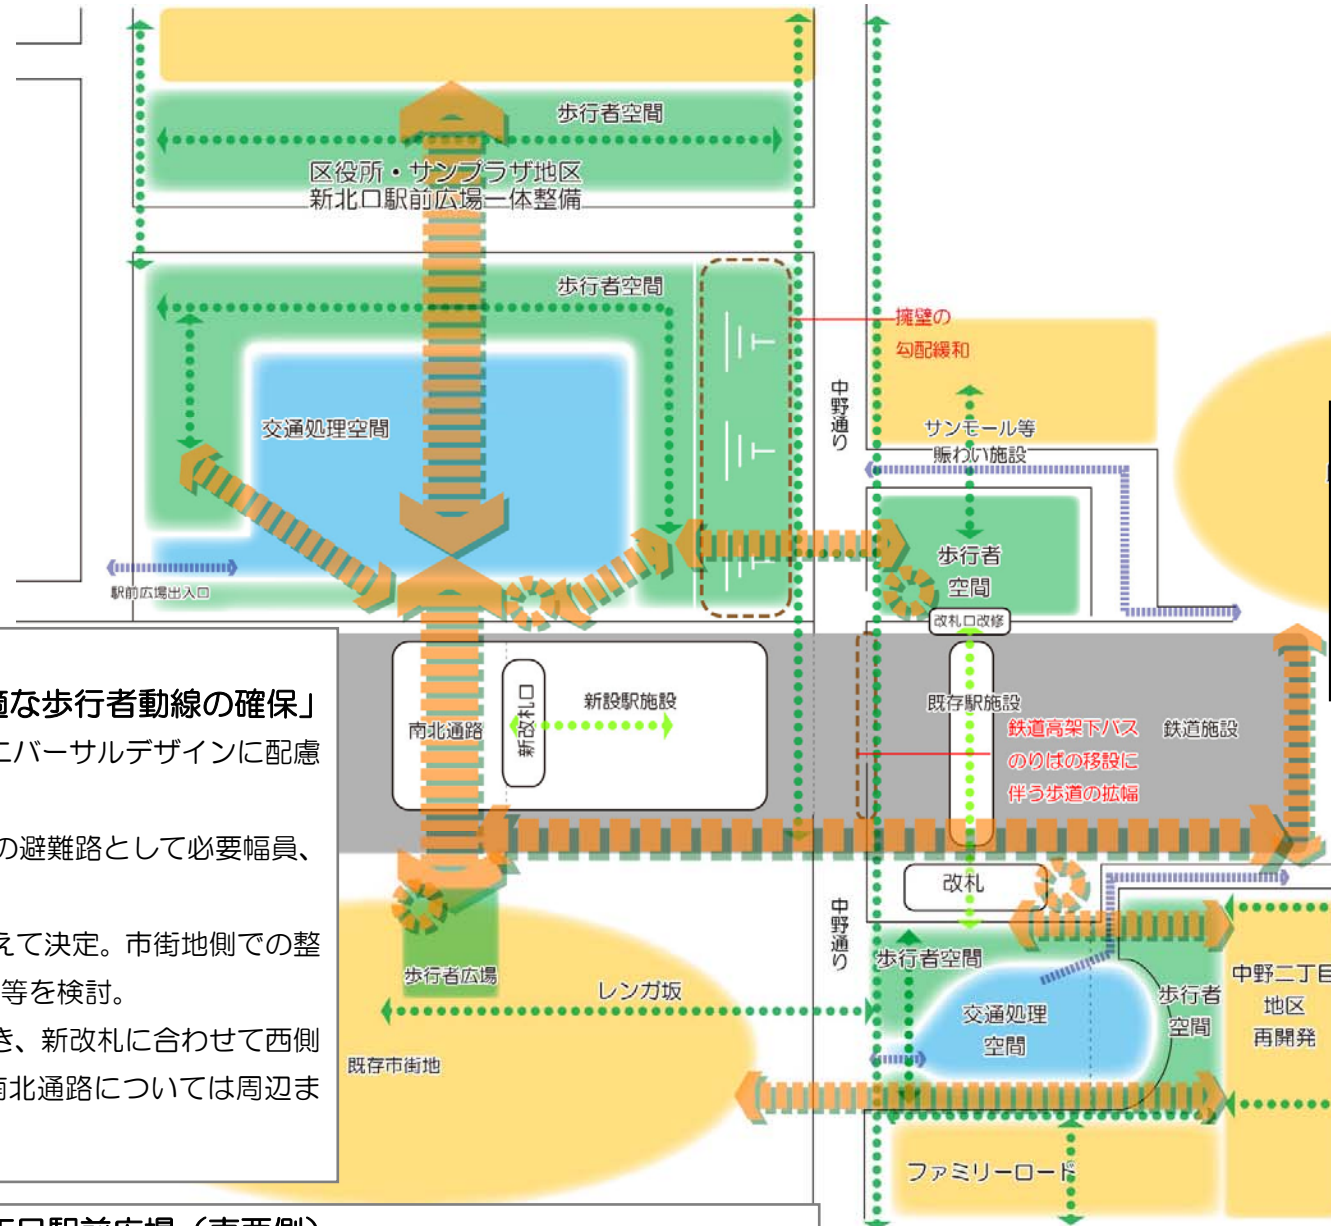 歩行者空間
区役所・サンプラザ地区
新北口駅前広場一体整備
歩行者空間
擁壁の
勾配緩和
中野通り
サンモール等
賑わい施設
交通処理空間
歩行者
空間
駅前広場出入口
改札口改修
適な歩行者動線の確保」
ニバーサルデザインに配慮
の避難路として必要幅員、
えて決定。市街地側での整
等を検討。
き、新改札に合わせて西側
南北通路については周辺ま
南北通路
新改札口
新設駅施設
既存駅施設
鉄道高架下バス
のりばの移設に
伴う歩道の拡幅
鉄道施設
改札
中野通り
歩行者空間
歩行者広場
レンガ坂
交通処理
空間
歩行者
空間
中野二丁目
地区
再開発
既存市街地
ファミリーロード